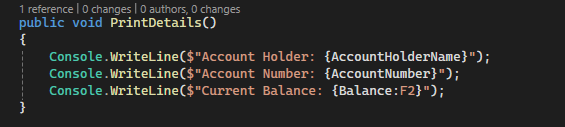 1 reference | 0 changes | 0 authors, 0 changes
public void PrintDetails()
{
    Console.WriteLine($"Account Holder: {AccountHolderName}");
    Console.WriteLine($"Account Number: {AccountNumber}");
    Console.WriteLine($"Current Balance: {Balance:F2}");
}